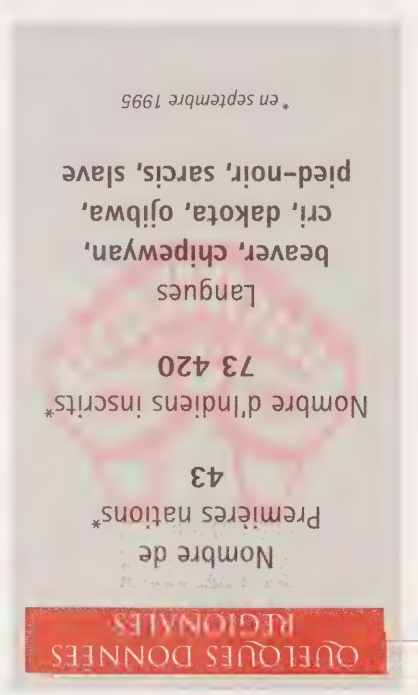 QUELQUES DONNÉES
RÉGIONALES
Nombre de
Premières nations*
43
Nombre d'Indiens inscrits*
73 420
Langues
beaver, chipewyan,
cri, dakota, ojibwa,
pied-noir, sarcis, slave
*en septembre 1995